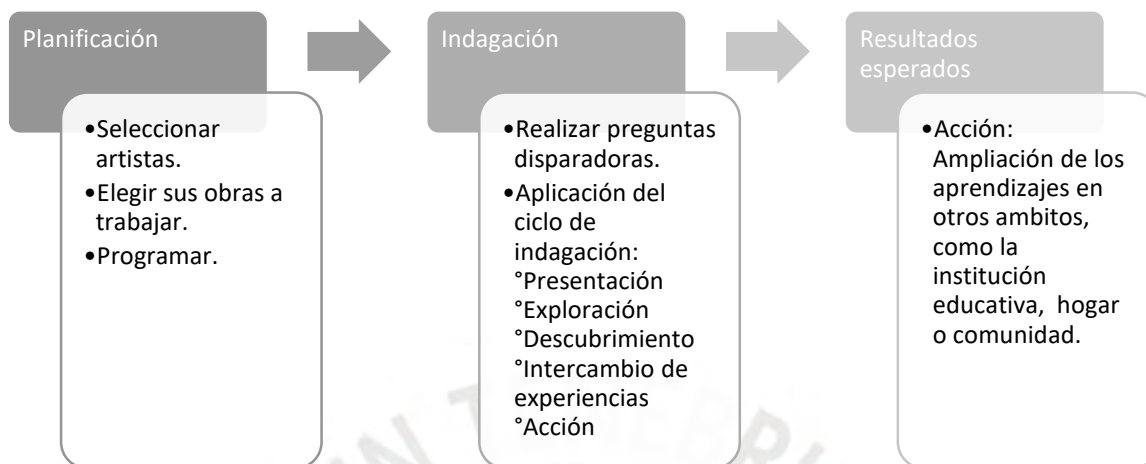 Planificación
•Seleccionar
artistas.
•Elegir sus obras a
trabajar.
•Programar.
Indagación
•Realizar preguntas
disparadoras.
•Aplicación del
ciclo de
indagación:
°Presentación
°Exploración
°Descubrimiento
°Intercambio de
experiencias
°Acción
Resultados
esperados
•Acción:
Ampliación de los
aprendizajes en
otros ambitos,
como la
institución
educativa, hogar
o comunidad.